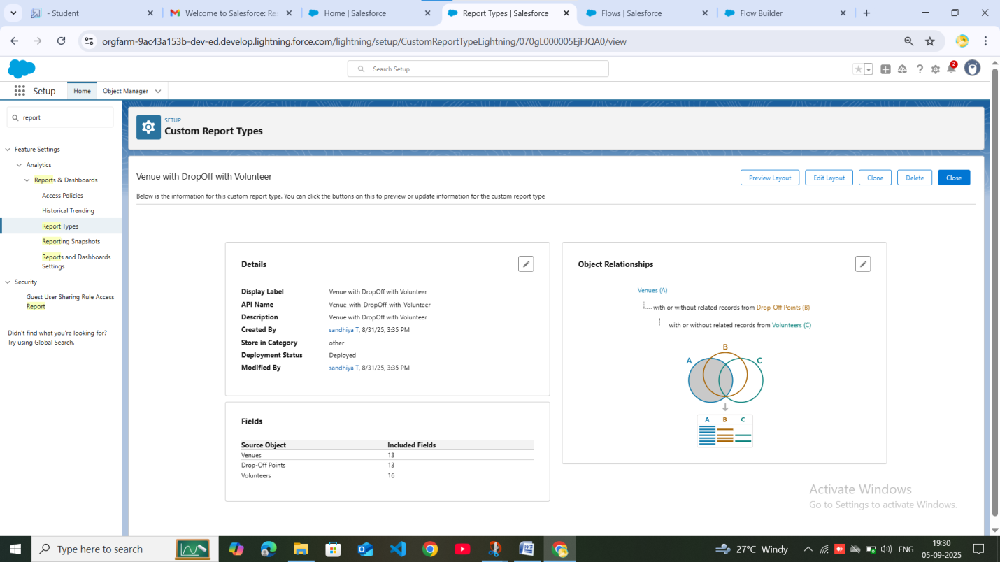 - Student
Welcome to Salesforce: Re
Home | Salesforce
Report Types | Salesforce
Flows | Salesforce
Flow Builder
orgfarm-9ac43a153b-dev-ed.develop.lightning.force.com/lightning/setup/CustomReportTypeLightning/070gL000005EjFJQA0/view
Search Setup
2
Setup
Home
Object Manager
report
Feature Settings
Analytics
Reports & Dashboards
Access Policies
Historical Trending
Report Types
Reporting Snapshots
Reports and Dashboards
Settings
Security
Guest User Sharing Rule Access
Report
Didn't find what you're looking for?
Try using Global Search.
SETUP
Custom Report Types
Venue with DropOff with Volunteer
Preview Layout
Edit Layout
Clone
Delete
Close
Below is the information for this custom report type. You can click the buttons on this to preview or update information for the custom report type
Details
Display Label Venue with DropOff with Volunteer
API Name Venue_with_DropOff_with_Volunteer
Description Venue with DropOff with Volunteer
Created By sandhiya T, 8/31/25, 3:35 PM
Store in Category other
Deployment Status Deployed
Modified By sandhiya T, 8/31/25, 3:35 PM
Fields
Source Object Included Fields
Venues 13
Drop-Off Points 13
Volunteers 16
Object Relationships
Venues (A)
with or without related records from Drop-Off Points (B)
with or without related records from Volunteers (C)
B
A C
A B C
Activate Windows
Go to Settings to activate Windows.
Type here to search
27°C Windy
ENG
19:30
05-09-2025